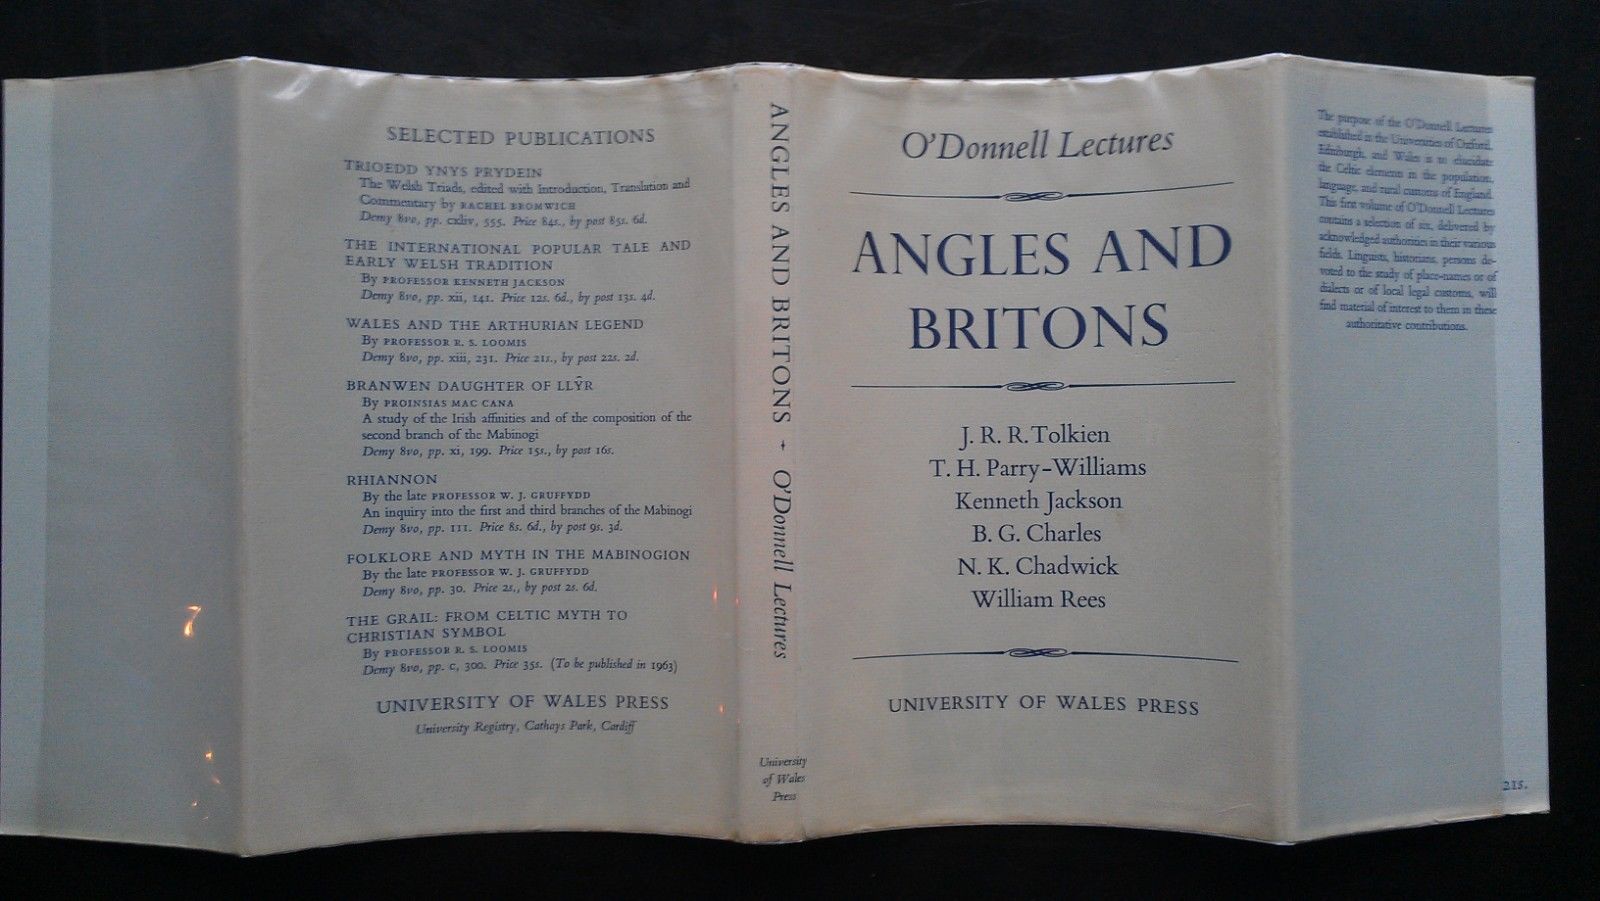 SELECTED PUBLICATIONS
TRIOEDD YNYS PRYDEIN
The Welsh Triads, edited with Introduction, Translation and
Commentary by RACHEL BROMWICH
Demy 8vo, pp. cxliv, 555. Price 84s., by post 85s. 6d.
THE INTERNATIONAL POPULAR TALE AND
EARLY WELSH TRADITION
By PROFESSOR KENNETH JACKSON
Demy 8vo, pp. xii, 141. Price 12s. 6d., by post 13s. 4d.
WALES AND THE ARTHURIAN LEGEND
By PROFESSOR R. S. LOOMIS
Demy 8vo, pp. xiii, 231. Price 21s., by post 22s. 2d.
BRANWEN DAUGHTER OF LLŶR
By PROINSIAS MAC CANA
A study of the Irish affinities and of the composition of the
second branch of the Mabinogi
Demy 8vo, pp. xi, 199. Price 15s., by post 16s.
RHIANNON
By the late PROFESSOR W. J. GRUFFYDD
An inquiry into the first and third branches of the Mabinogi
Demy 8vo, pp. 111. Price 8s. 6d., by post 9s. 3d.
FOLKLORE AND MYTH IN THE MABINOGION
By the late PROFESSOR W. J. GRUFFYDD
Demy 8vo, pp. 30. Price 2s., by post 2s. 6d.
THE GRAIL: FROM CELTIC MYTH TO
CHRISTIAN SYMBOL
By PROFESSOR R. S. LOOMIS
Demy 8vo, pp. c, 300. Price 35s. (To be published in 1963)
UNIVERSITY OF WALES PRESS
University Registry, Cathays Park, Cardiff
ANGLES AND BRITONS + O'Donnell Lectures
University
of Wales
Press
O'Donnell Lectures
ANGLES AND
BRITONS
J. R. R. Tolkien
T. H. Parry-Williams
Kenneth Jackson
B. G. Charles
N. K. Chadwick
William Rees
UNIVERSITY OF WALES PRESS
The purpose of the O'Donnell Lectures
established in the Universities of Oxford,
Edinburgh, and Wales is to elucidate
the Celtic elements in the population,
language, and rural customs of England.
This first volume of O'Donnell Lectures
contains a selection of six, delivered by
acknowledged authorities in their various
fields. Linguists, historians, persons de-
voted to the study of place-names or of
dialects or of local legal customs, will
find material of interest to them in these
authoritative contributions.
21s.